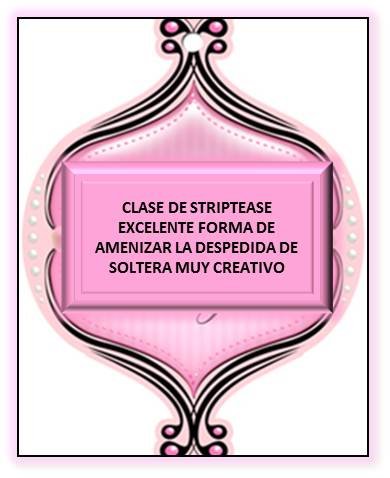 CLASE DE STRIPTEASE
EXCELENTE FORMA DE
AMENIZAR LA DESPEDIDA DE
SOLTERA MUY CREATIVO